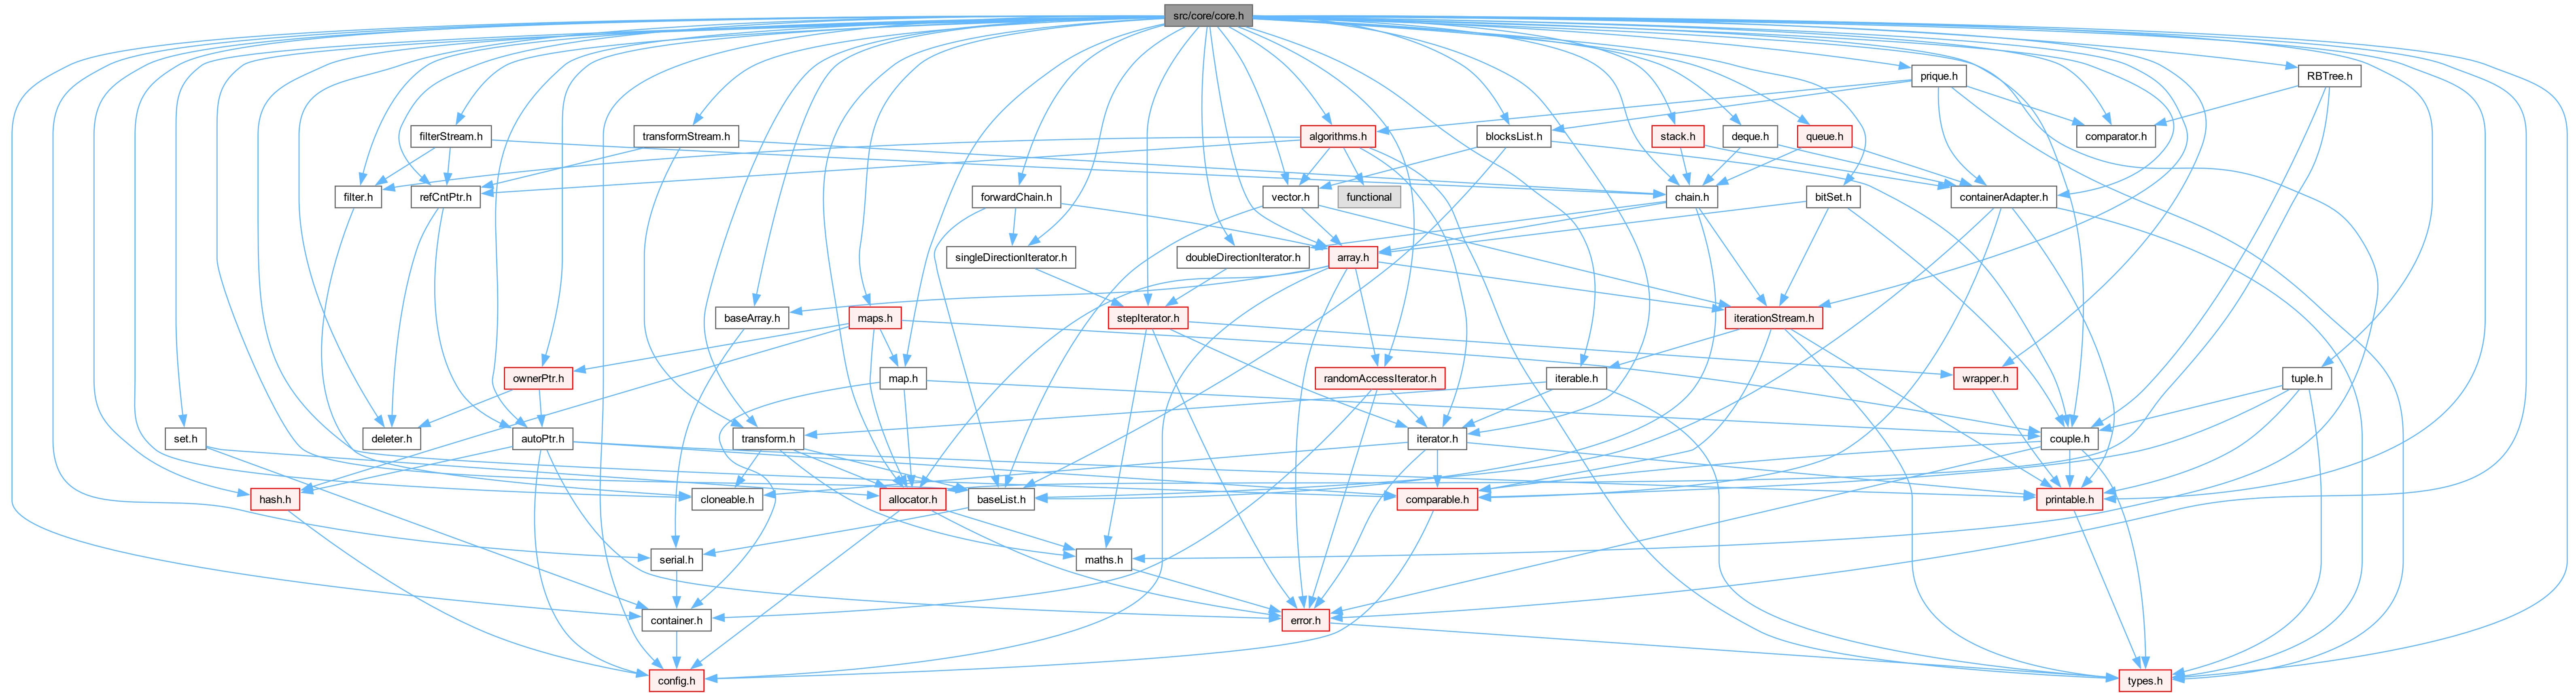 src/core/core.h
prique.h
RBTree.h
filterStream.h
transformStream.h
algorithms.h
blocksList.h
stack.h
deque.h
queue.h
comparator.h
filter.h
refCntPtr.h
forwardChain.h
vector.h
functional
chain.h
bitSet.h
containerAdapter.h
singleDirectionIterator.h
doubleDirectionIterator.h
array.h
baseArray.h
maps.h
stepIterator.h
iterationStream.h
ownerPtr.h
map.h
randomAccessIterator.h
iterable.h
wrapper.h
tuple.h
set.h
deleter.h
autoPtr.h
transform.h
iterator.h
couple.h
hash.h
cloneable.h
allocator.h
baseList.h
comparable.h
printable.h
serial.h
maths.h
container.h
error.h
config.h
types.h